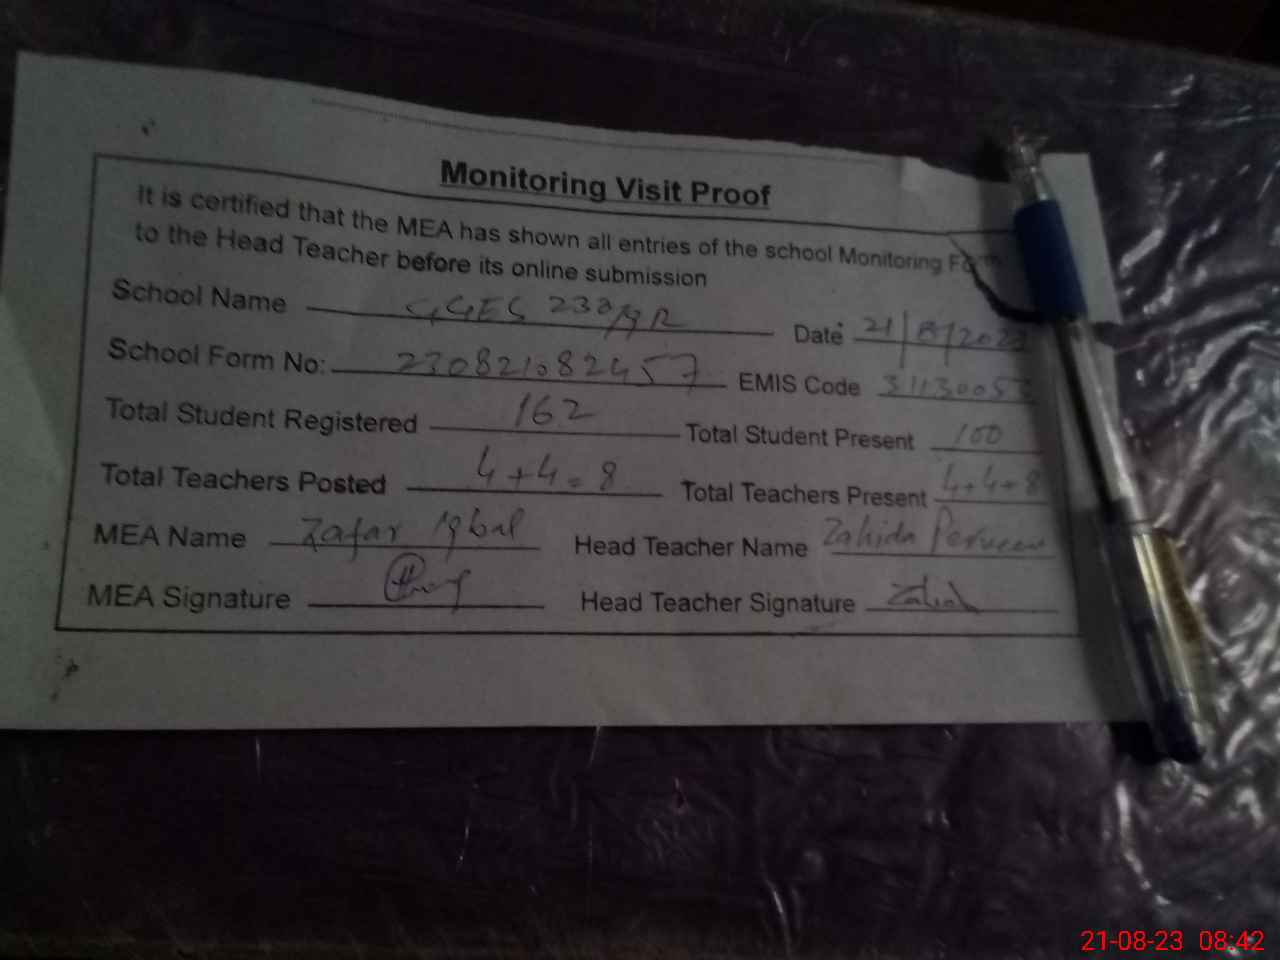 Monitoring Visit Proof
It is certified that the MEA has shown all entries of the school Monitoring Form
to the Head Teacher before its online submission
School Name GGES 238/9R Date 21/8/2023
School Form No: 230821082457 EMIS Code 3113005
Total Student Registered 162 Total Student Present 100
Total Teachers Posted 4+4=8 Total Teachers Present 4+4=8
MEA Name Zafar Iqbal Head Teacher Name Zahida Perveen
MEA Signature Head Teacher Signature Zahida
21-08-23 08:42